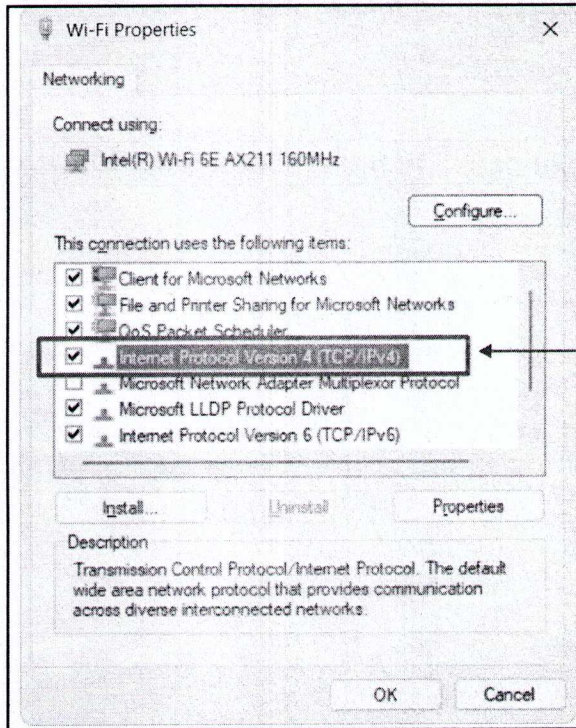 Wi-Fi Properties
Networking
Connect using:
Intel(R) Wi-Fi 6E AX211 160MHz
Configure...
This connection uses the following items:
Client for Microsoft Networks
File and Printer Sharing for Microsoft Networks
QoS Packet Scheduler
Internet Protocol Version 4 (TCP/IPv4)
Microsoft Network Adapter Multiplexor Protocol
Microsoft LLDP Protocol Driver
Internet Protocol Version 6 (TCP/IPv6)
Install...
Uninstall
Properties
Description
Transmission Control Protocol/Internet Protocol. The default
wide area network protocol that provides communication
across diverse interconnected networks.
OK
Cancel